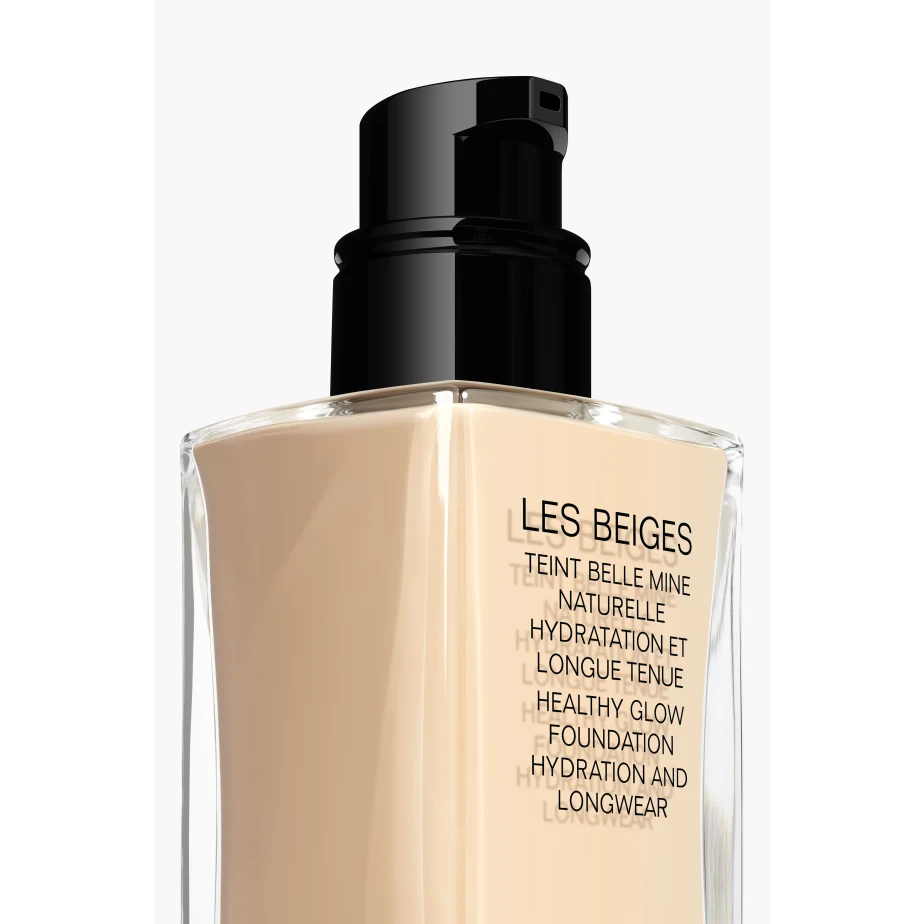 LES BEIGES
TEINT BELLE MINE
NATURELLE
HYDRATATION ET
LONGUE TENUE
HEALTHY GLOW
FOUNDATION
HYDRATION AND
LONGWEAR